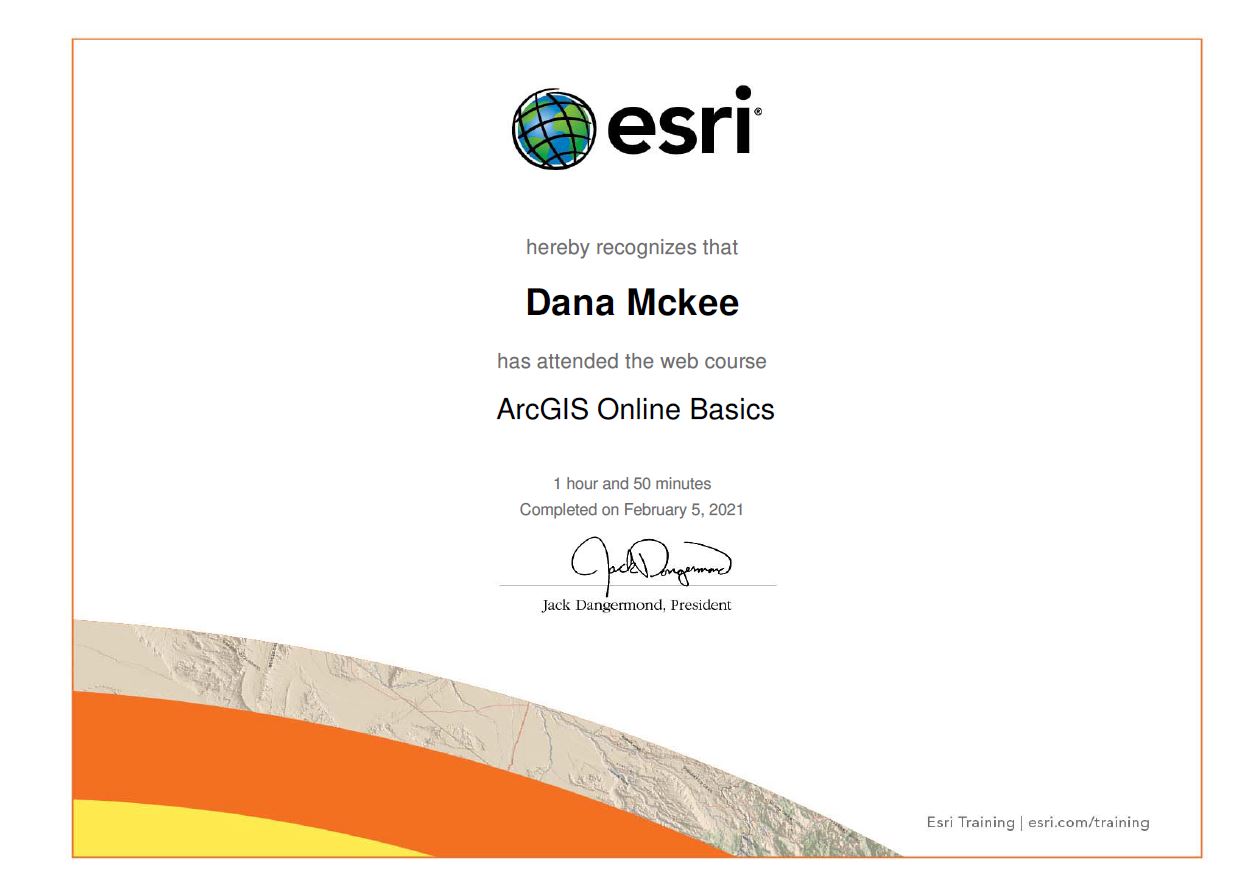 esri®
hereby recognizes that
Dana Mckee
has attended the web course
ArcGIS Online Basics
1 hour and 50 minutes
Completed on February 5, 2021
Jack Dangermond
Jack Dangermond, President
Esri Training | esri.com/training